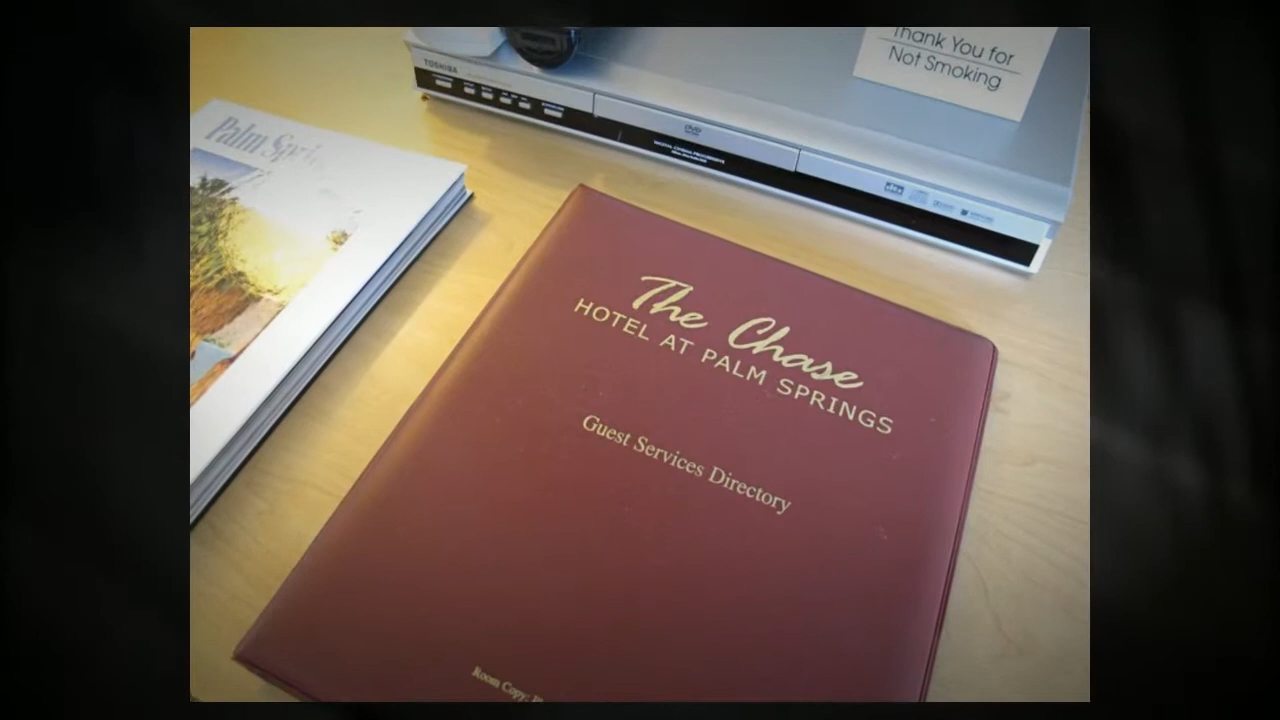 Thank You for
Not Smoking
TOSHIBA
DVD
dts
Palm Spri
The Chase
HOTEL AT PALM SPRINGS
Guest Services Directory
Room Copy: